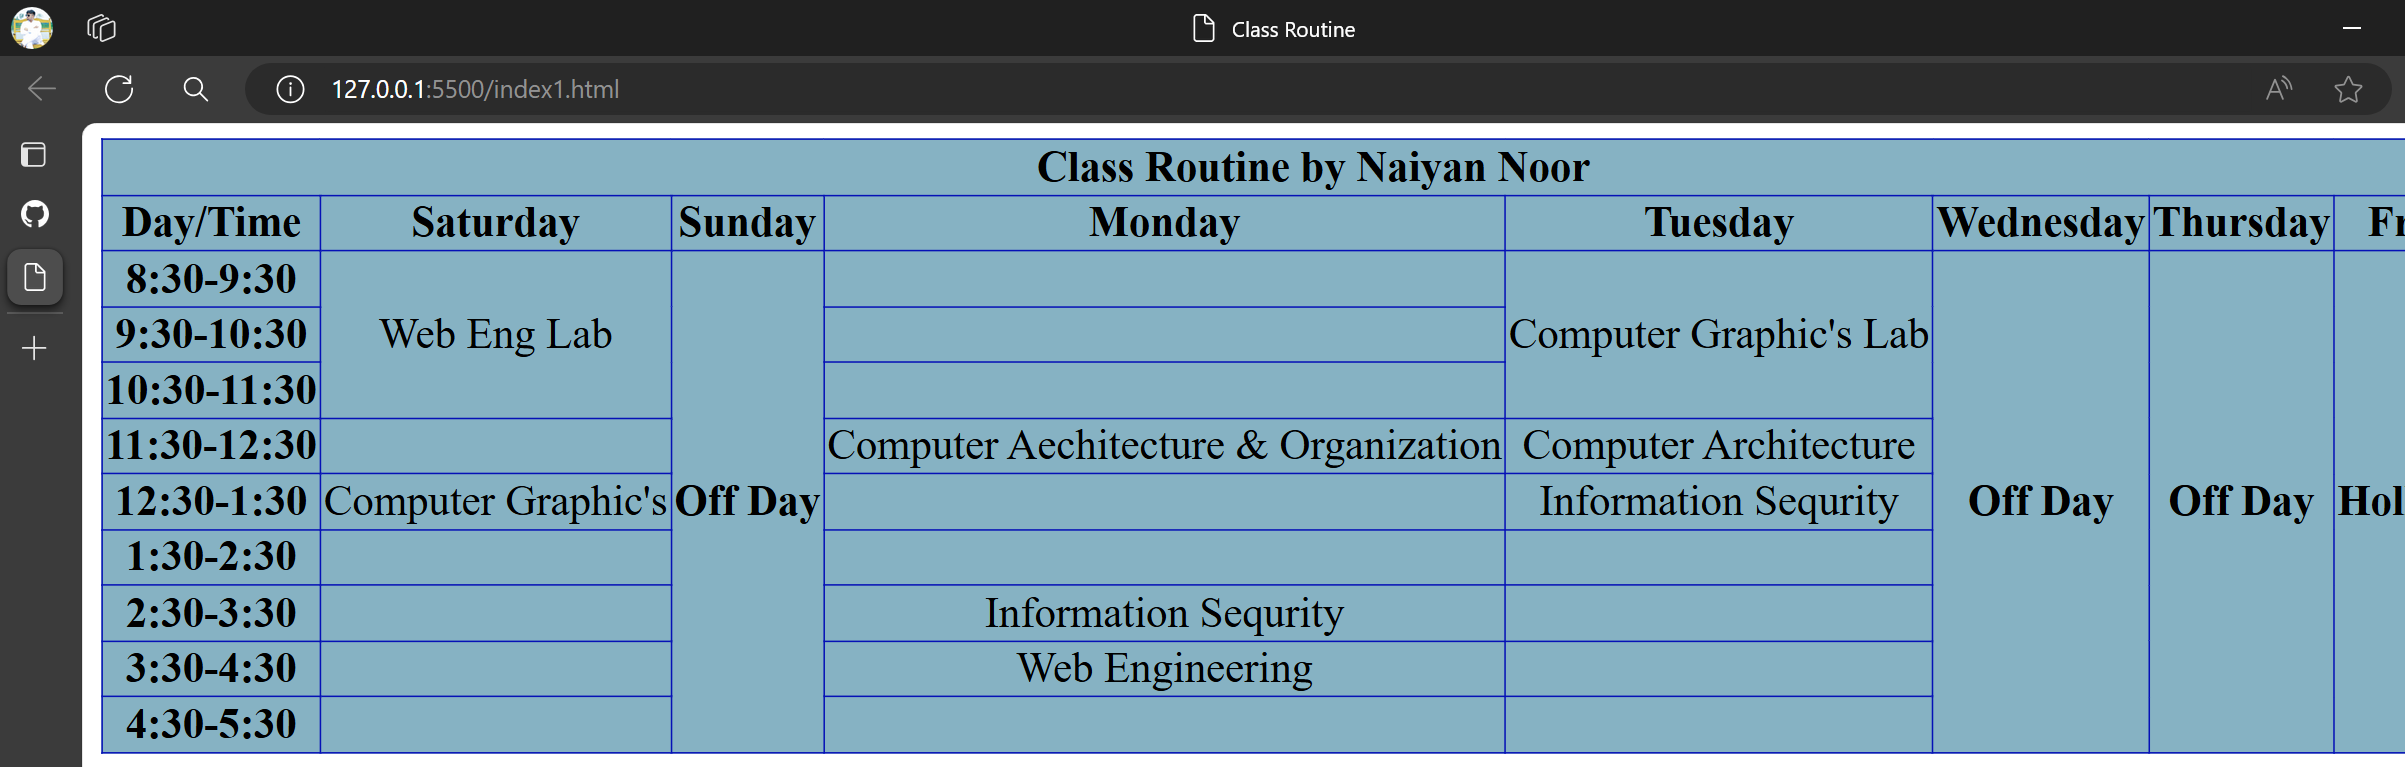 Class Routine
127.0.0.1:5500/index1.html
Class Routine by Naiyan Noor
Day/Time Saturday Sunday Monday Tuesday Wednesday Thursday Fr
8:30-9:30
9:30-10:30 Web Eng Lab Computer Graphic's Lab
10:30-11:30
11:30-12:30 Computer Aechitecture & Organization Computer Architecture
12:30-1:30 Computer Graphic's Off Day Information Sequrity Off Day Off Day Hol
1:30-2:30
2:30-3:30 Information Sequrity
3:30-4:30 Web Engineering
4:30-5:30